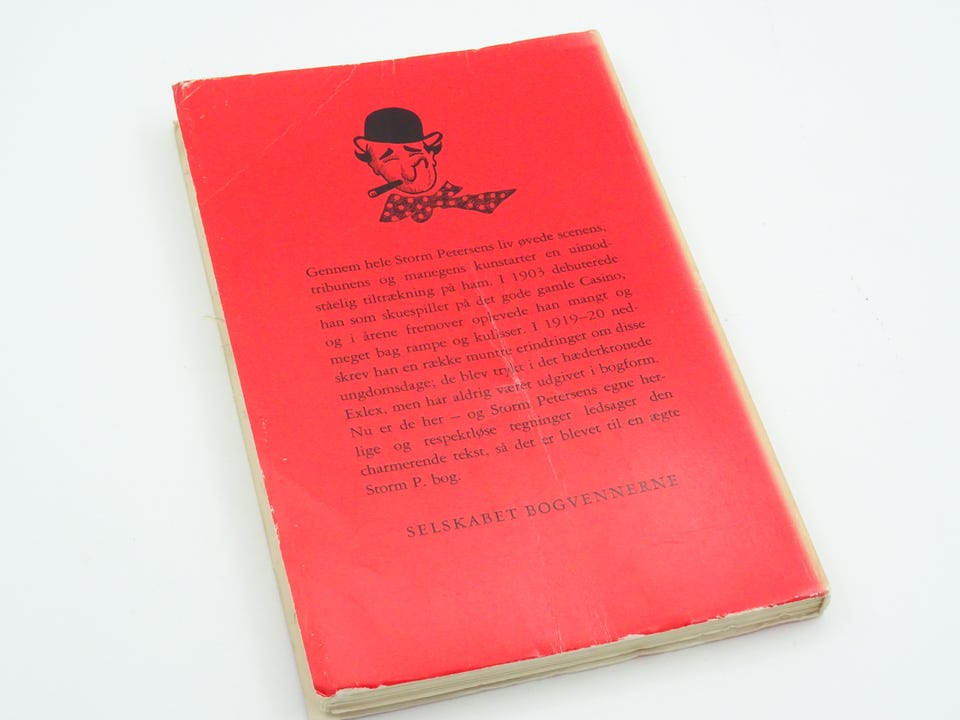 Gennem hele Storm Petersens liv øvede scenens,
tribunens og manegens kunstarter en uimod-
ståelig tiltrækning på ham. I 1903 debuterede
han som skuespiller på det gode gamle Casino,
og i årene fremover oplevede han mangt og
meget bag rampe og kulisser. I 1919–20 ned-
skrev han en række muntre erindringer om disse
ungdomsdage; de blev trykt i det hæderkronede
Exlex, men har aldrig været udgivet i bogform.
Nu er de her – og Storm Petersens egne her-
lige og respektløse tegninger ledsager den
charmerende tekst, så det er blevet til en ægte
Storm P. bog.
SELSKABET BOGVENNERNE